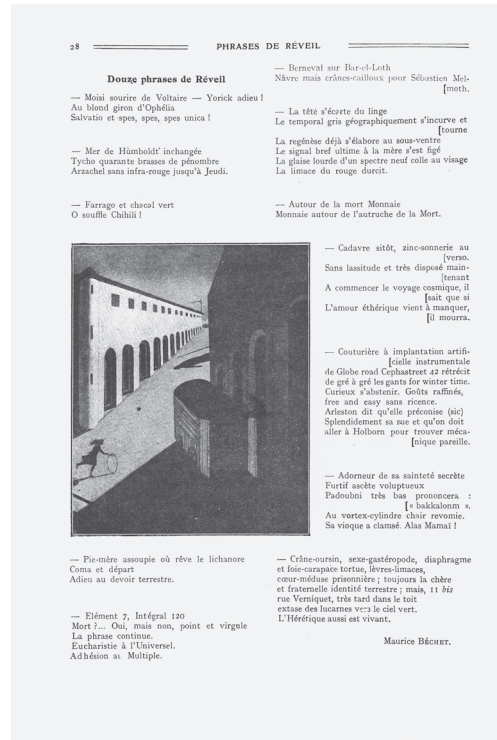 28
PHRASES DE RÉVEIL
Douze phrases de Réveil
— Moisi sourire de Voltaire — Yorick adieu !
Au blond giron d'Ophélia
Salvatio et spes, spes, spes unica !
— Mer de Hümboldt inchangée
Tycho quarante brasses de pénombre
Arzachel sans infra-rouge jusqu'à Jeudi.
— Farrago et chacal vert
O souffle Chihili !
— Berneval sur Bar-el-Loth
Nâvre mais crânes-cailloux pour Sébastien Mel-
[moth.
— La tête s'écarte du linge
Le temporal gris géographiquement s'incurve et
[tourne
La regénèse déjà s'élabore au sous-ventre
Le signal bref ultime à la mère s'est figé
La glaise lourde d'un spectre neuf colle au visage
La limace du rouge durcit.
— Autour de la mort Monnaie
Monnaie autour de l'autruche de la Mort.
— Cadavre sitôt, zinc-sonnerie au
[verso.
Sans lassitude et très disposé main-
[tenant
A commencer le voyage cosmique, il
[sait que si
L'amour éthérique vient à manquer,
[il mourra.
— Couturière à implantation artifi-
[cielle instrumentale
de Globe road Cephastreet 42 rétrécit
de gré à gré les gants for winter time.
Curieux s'abstenir. Goûts raffinés,
free and easy sans ricence.
Arleston dit qu'elle préconise (sic)
Splendidement sa sue et qu'on doit
aller à Holborn pour trouver méca-
[nique pareille.
— Adorneur de sa sainteté secrète
Furtif ascète voluptueux
Padoubni très bas prononcera :
[« bakkalonm ».
Au vortex-cylindre chair revomie.
Sa vioque a clamsé. Alas Mamaï !
— Pie-mère assoupie où rêve le lichanore
Coma et départ
Adieu au devoir terrestre.
— Elément 7, Intégral 120
Mort ?... Oui, mais non, point et virgule
La phrase continue.
Eucharistie à l'Universel.
Adhésion au Multiple.
— Crâne-oursin, sexe-gastéropode, diaphragme
et foie-carapace tortue, lèvres-limaces,
cœur-méduse prisonnière ; toujours la chère
et fraternelle identité terrestre ; mais, 11 bis
rue Verniquet, très tard dans le toit
extase des lucarnes vers le ciel vert.
L'Hérétique aussi est vivant.
Maurice BÉCHET.